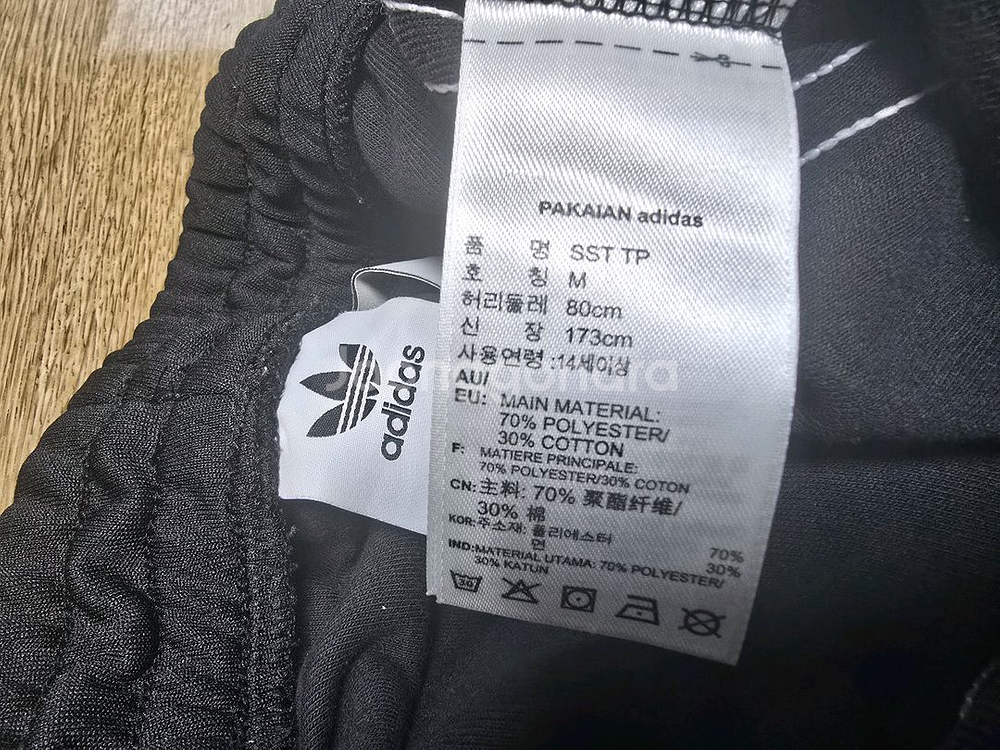 PAKAIAN adidas
품 명 SST TP
호 칭 M
허리둘레 80cm
신 장 173cm
사용연령 :14세이상
AU/
EU: MAIN MATERIAL:
70% POLYESTER/
30% COTTON
F: MATIERE PRINCIPALE:
70% POLYESTER/30% COTON
CN: 主料: 70% 聚酯纤维/
30% 棉
KOR: 주소재: 폴리에스터 70%
면 30%
IND: MATERIAL UTAMA: 70% POLYESTER/
30% KATUN
30
adidas